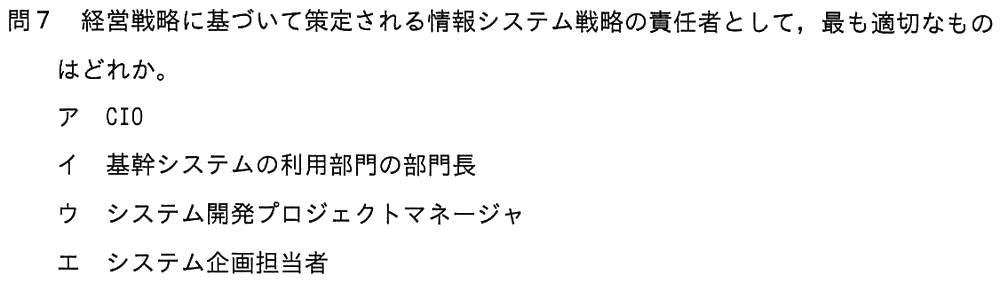 問7 経営戦略に基づいて策定される情報システム戦略の責任者として，最も適切なもの
はどれか。
ア CIO
イ 基幹システムの利用部門の部門長
ウ システム開発プロジェクトマネージャ
エ システム企画担当者